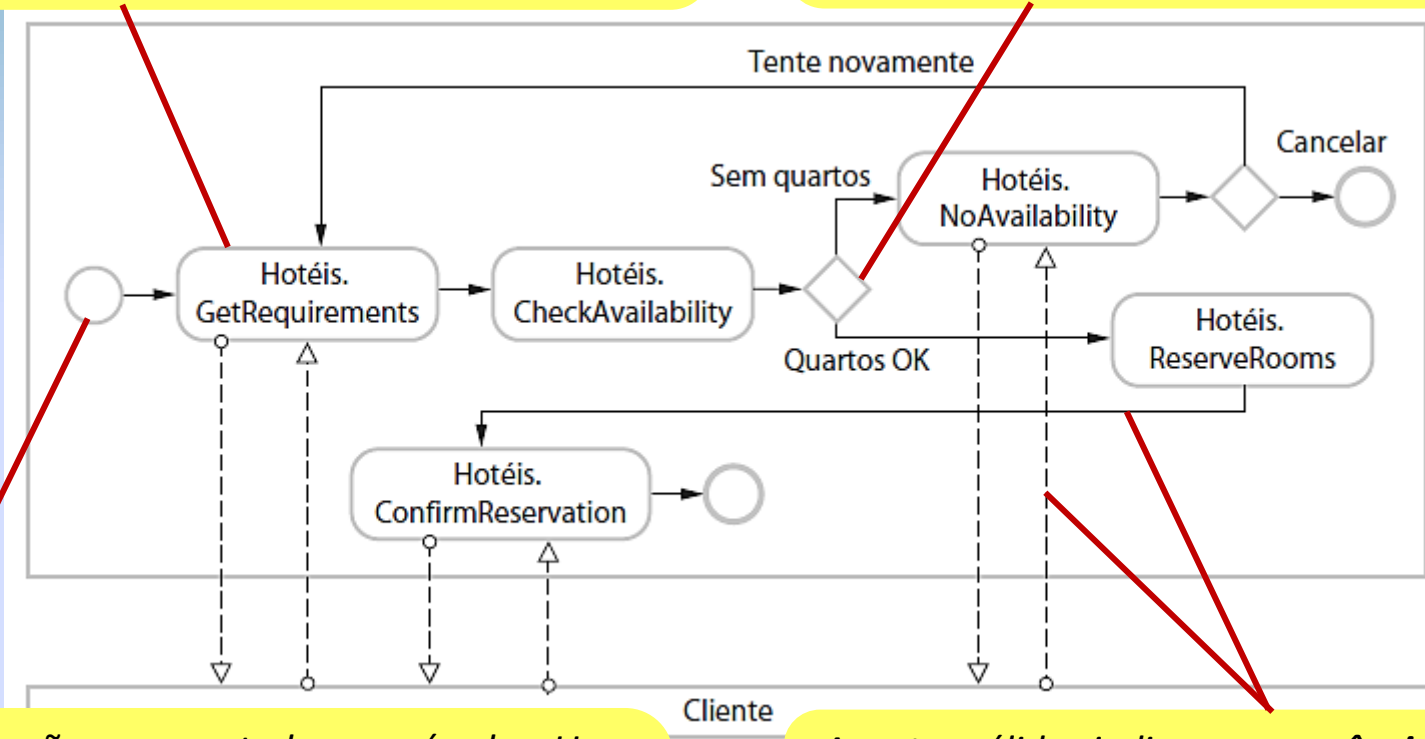 Tente novamente
Cancelar
Sem quartos
Hotéis.
NoAvailability
Hotéis.
GetRequirements
Hotéis.
CheckAvailability
Hotéis.
ReserveRooms
Quartos OK
Hotéis.
ConfirmReservation
Cliente